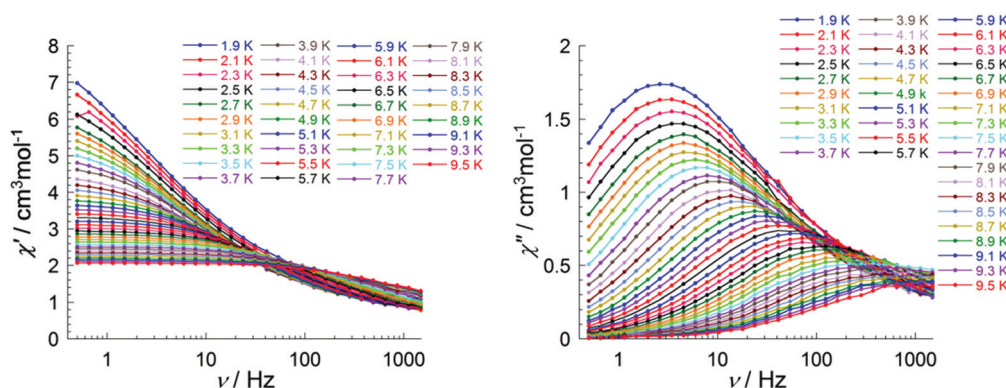 χ′ / cm³mol⁻¹
8
7
6
5
4
3
2
1
0
1.9 K 3.9 K 5.9 K 7.9 K
2.1 K 4.1 K 6.1 K 8.1 K
2.3 K 4.3 K 6.3 K 8.3 K
2.5 K 4.5 K 6.5 K 8.5 K
2.7 K 4.7 K 6.7 K 8.7 K
2.9 K 4.9 K 6.9 K 8.9 K
3.1 K 5.1 K 7.1 K 9.1 K
3.3 K 5.3 K 7.3 K 9.3 K
3.5 K 5.5 K 7.5 K 9.5 K
3.7 K 5.7 K 7.7 K
1 10 100 1000
ν / Hz
χ″ / cm³mol⁻¹
2
1.5
1
0.5
0
1.9 K 3.9 K 5.9 K
2.1 K 4.1 K 6.1 K
2.3 K 4.3 K 6.3 K
2.5 K 4.5 K 6.5 K
2.7 K 4.7 K 6.7 K
2.9 K 4.9 k 6.9 K
3.1 K 5.1 K 7.1 K
3.3 K 5.3 K 7.3 K
3.5 K 5.5 K 7.5 K
3.7 K 5.7 K 7.7 K
7.9 K
8.1 K
8.3 K
8.5 K
8.7 K
8.9 K
9.1 K
9.3 K
9.5 K
1 10 100 1000
ν / Hz